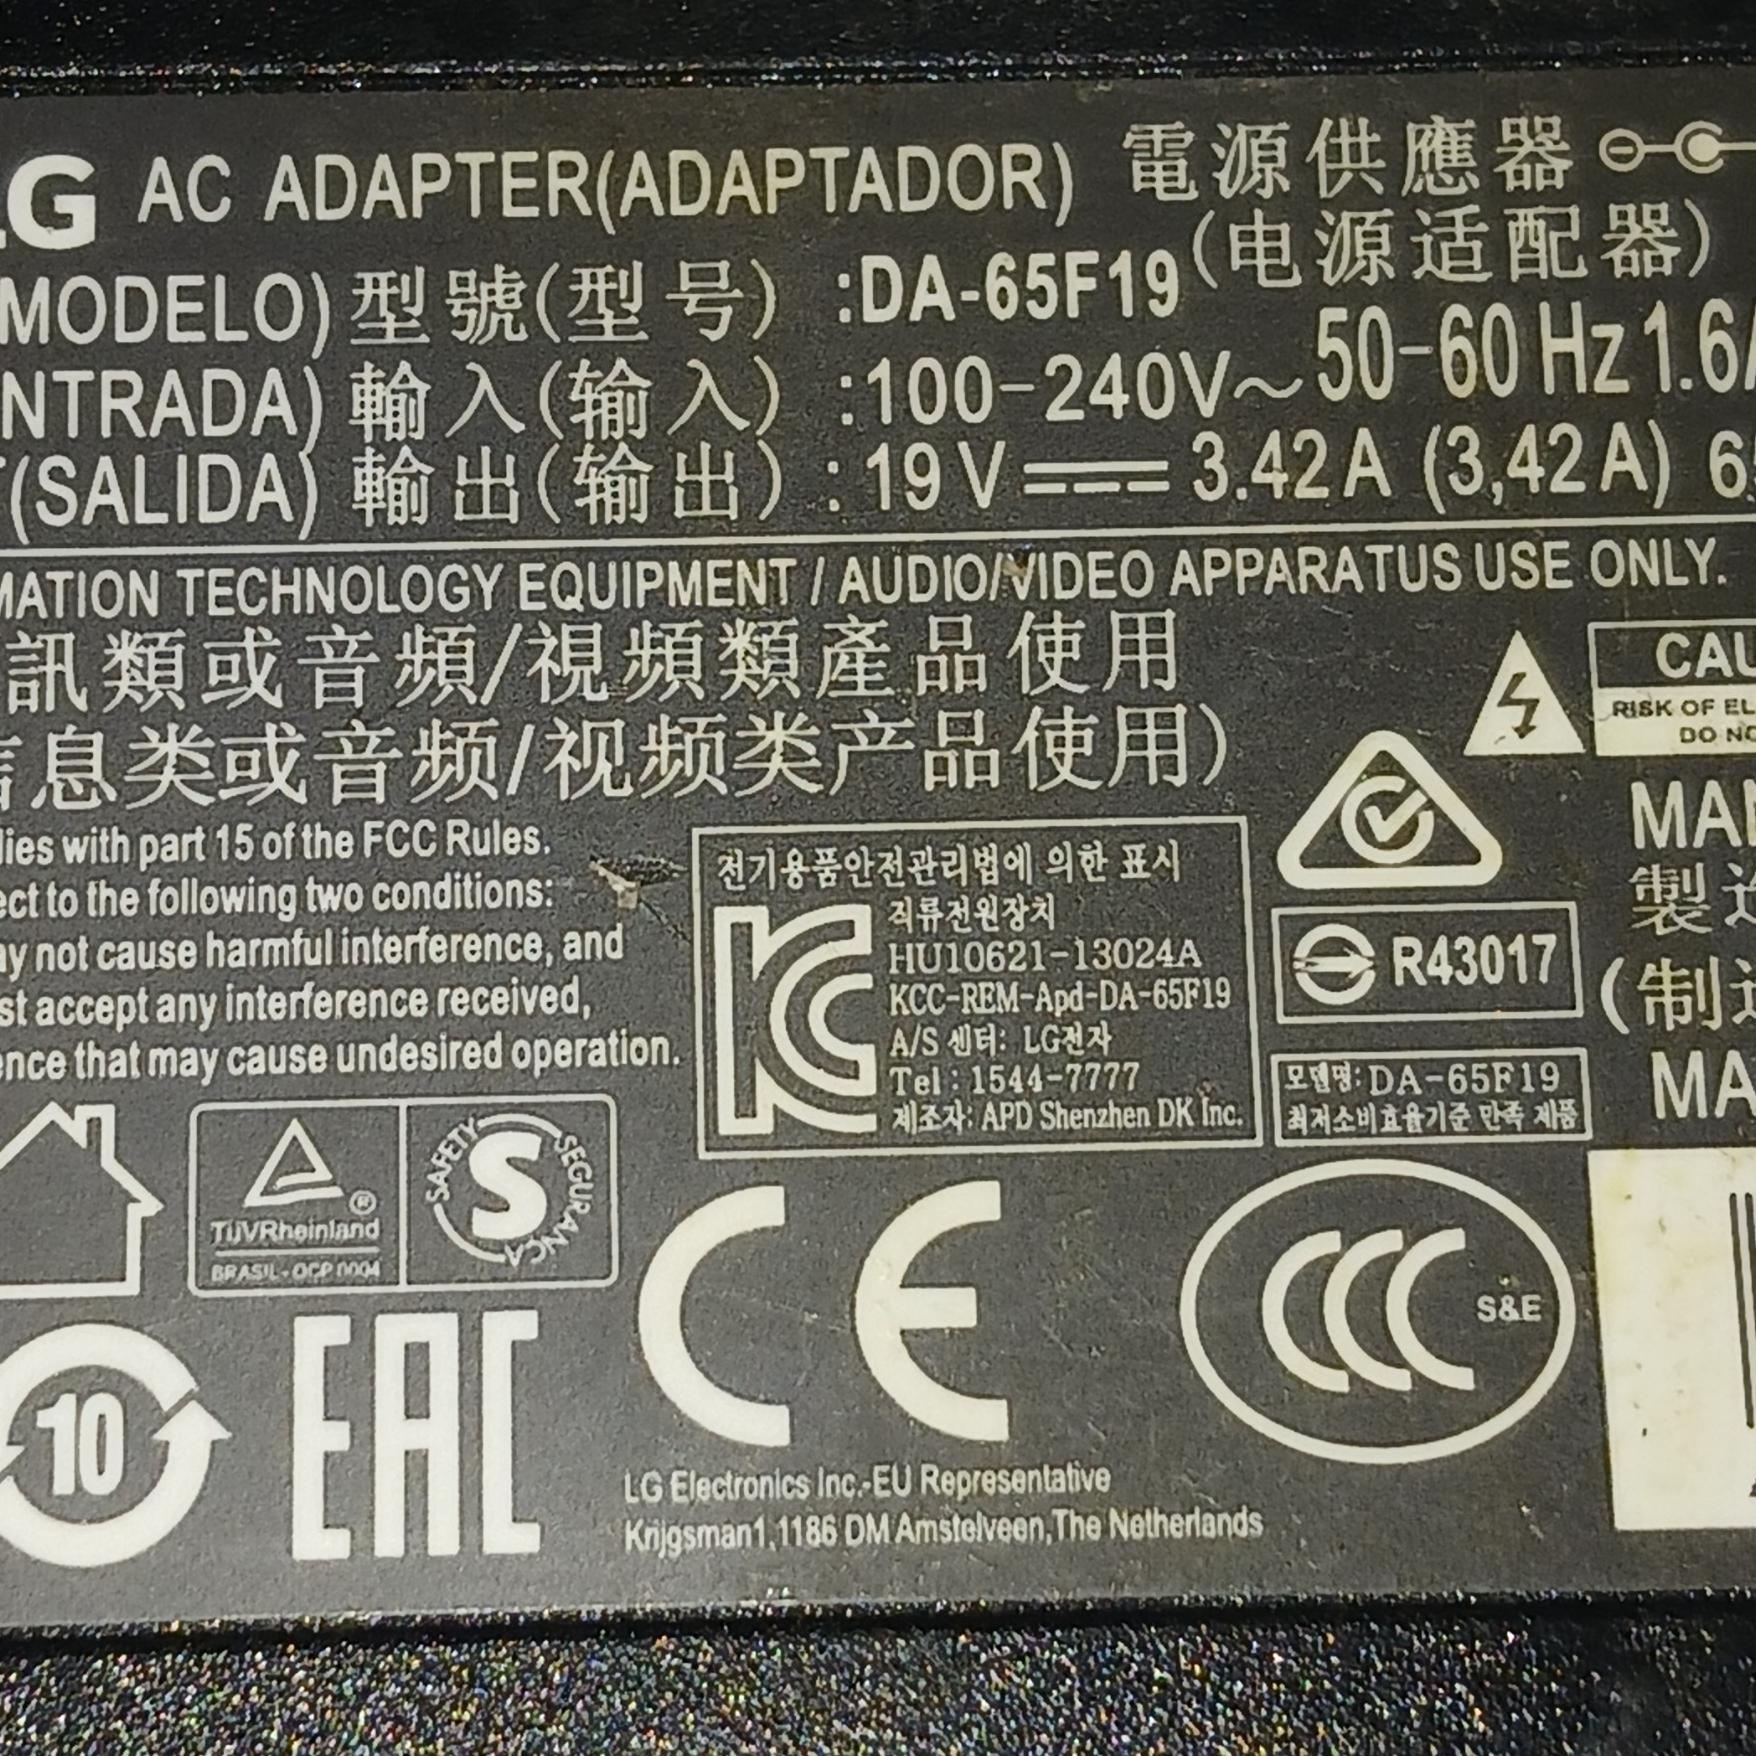 LG AC ADAPTER(ADAPTADOR) 電源供應器
(电源适配器)
(MODELO) 型號(型号) :DA-65F19
NTRADA) 輸入(输入) :100-240V~ 50-60 Hz 1.6A
(SALIDA) 輸出(输出) : 19V 3.42A (3,42A) 6
MATION TECHNOLOGY EQUIPMENT / AUDIO/VIDEO APPARATUS USE ONLY.
訊類或音頻/視頻類產品使用
信息类或音频/视频类产品使用)
CAU
RISK OF EL
DO NO
lies with part 15 of the FCC Rules.
ect to the following two conditions:
ay not cause harmful interference, and
st accept any interference received,
ence that may cause undesired operation.
전기용품안전관리법에 의한 표시
직류전원장치
HU10621-13024A
KCC-REM-Apd-DA-65F19
A/S 센터: LG전자
Tel : 1544-7777
제조자: APD Shenzhen DK Inc.
R43017
모델명: DA-65F19
최저소비효율기준 만족 제품
MA
製造
(制造
MA
TÜVRheinland ®
BRASIL - OCP 0004
SAFETY S SEGURANÇA
10
EAC
CE
CCC S&E
LG Electronics Inc.-EU Representative
Krijgsman1,1186 DM Amstelveen,The Netherlands